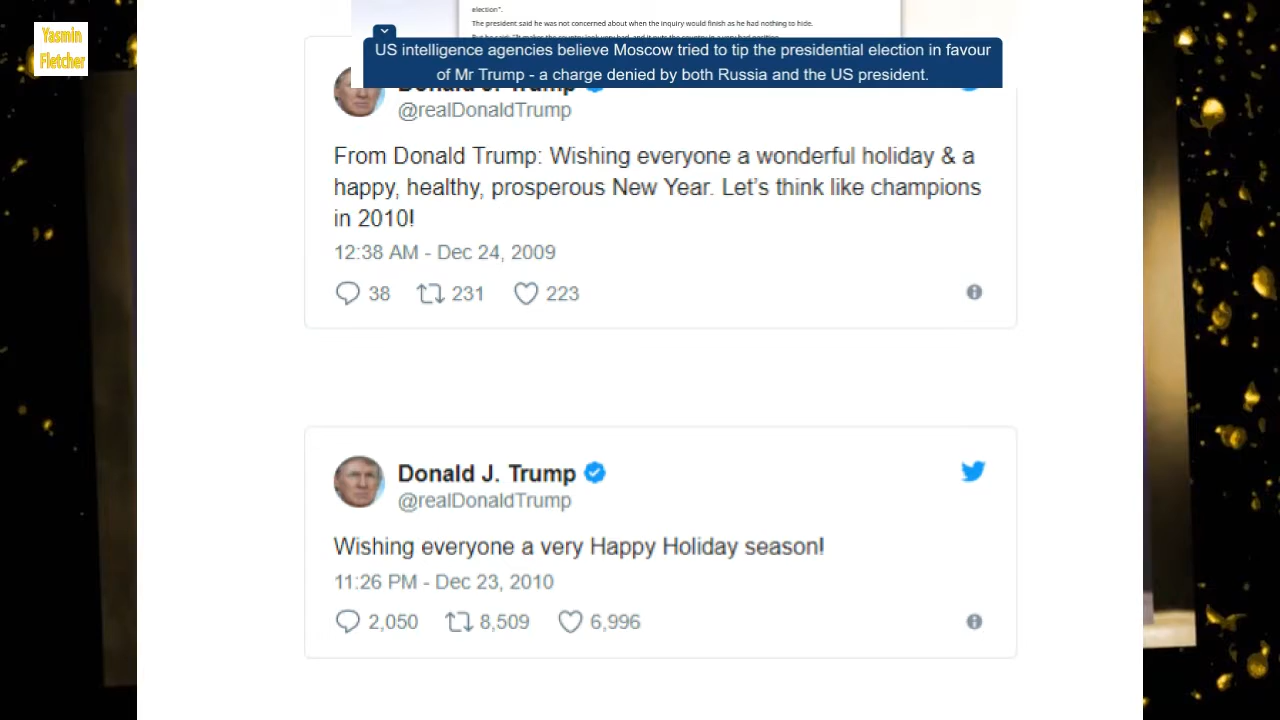 Yasmin
Fletcher
election".
The president said he was not concerned about when the inquiry would finish as he had nothing to hide.
US intelligence agencies believe Moscow tried to tip the presidential election in favour
of Mr Trump - a charge denied by both Russia and the US president.
Donald J. Trump
@realDonaldTrump
From Donald Trump: Wishing everyone a wonderful holiday & a
happy, healthy, prosperous New Year. Let’s think like champions
in 2010!
12:38 AM - Dec 24, 2009
38 231 223
Donald J. Trump
@realDonaldTrump
Wishing everyone a very Happy Holiday season!
11:26 PM - Dec 23, 2010
2,050 8,509 6,996